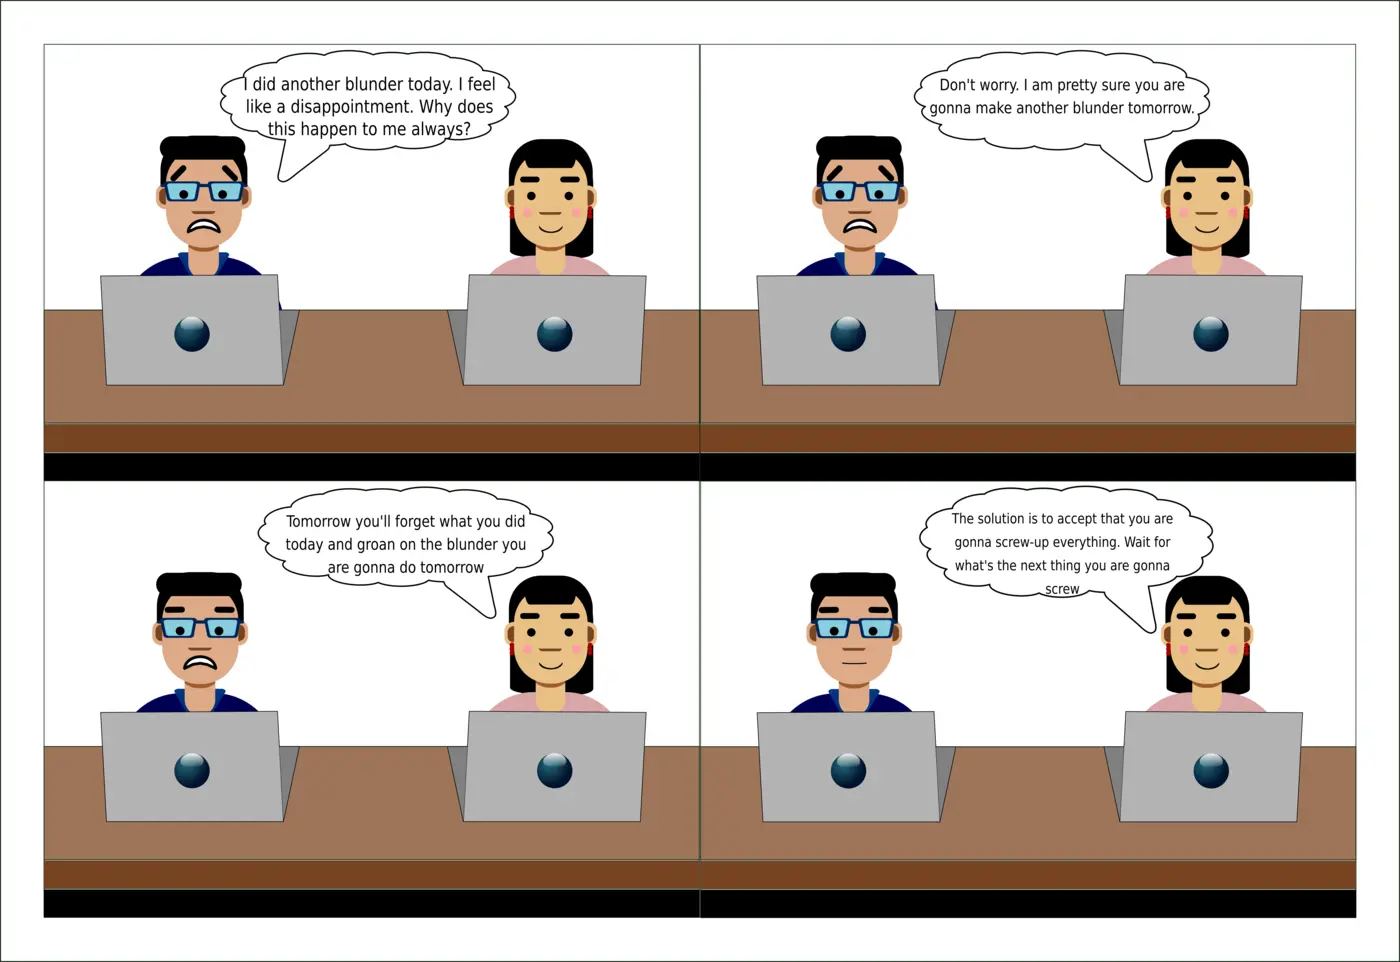 I did another blunder today. I feel
like a disappointment. Why does
this happen to me always?
Don't worry. I am pretty sure you are
gonna make another blunder tomorrow.
Tomorrow you'll forget what you did
today and groan on the blunder you
are gonna do tomorrow
The solution is to accept that you are
gonna screw-up everything. Wait for
what's the next thing you are gonna
screw